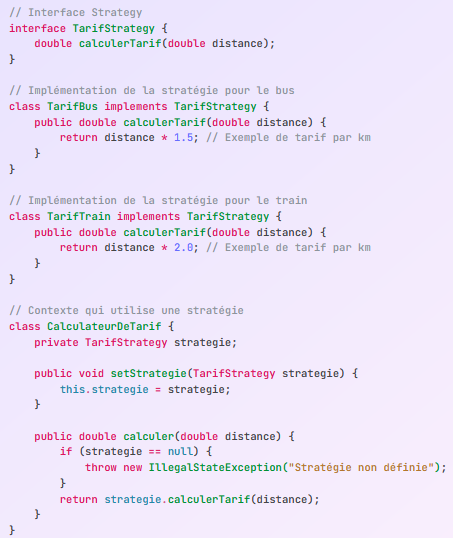 // Interface Strategy
interface TarifStrategy {
    double calculerTarif(double distance);
}

// Implémentation de la stratégie pour le bus
class TarifBus implements TarifStrategy {
    public double calculerTarif(double distance) {
        return distance * 1.5; // Exemple de tarif par km
    }
}

// Implémentation de la stratégie pour le train
class TarifTrain implements TarifStrategy {
    public double calculerTarif(double distance) {
        return distance * 2.0; // Exemple de tarif par km
    }
}

// Contexte qui utilise une stratégie
class CalculateurDeTarif {
    private TarifStrategy strategie;

    public void setStrategie(TarifStrategy strategie) {
        this.strategie = strategie;
    }

    public double calculer(double distance) {
        if (strategie == null) {
            throw new IllegalStateException("Stratégie non définie");
        }
        return strategie.calculerTarif(distance);
    }
}